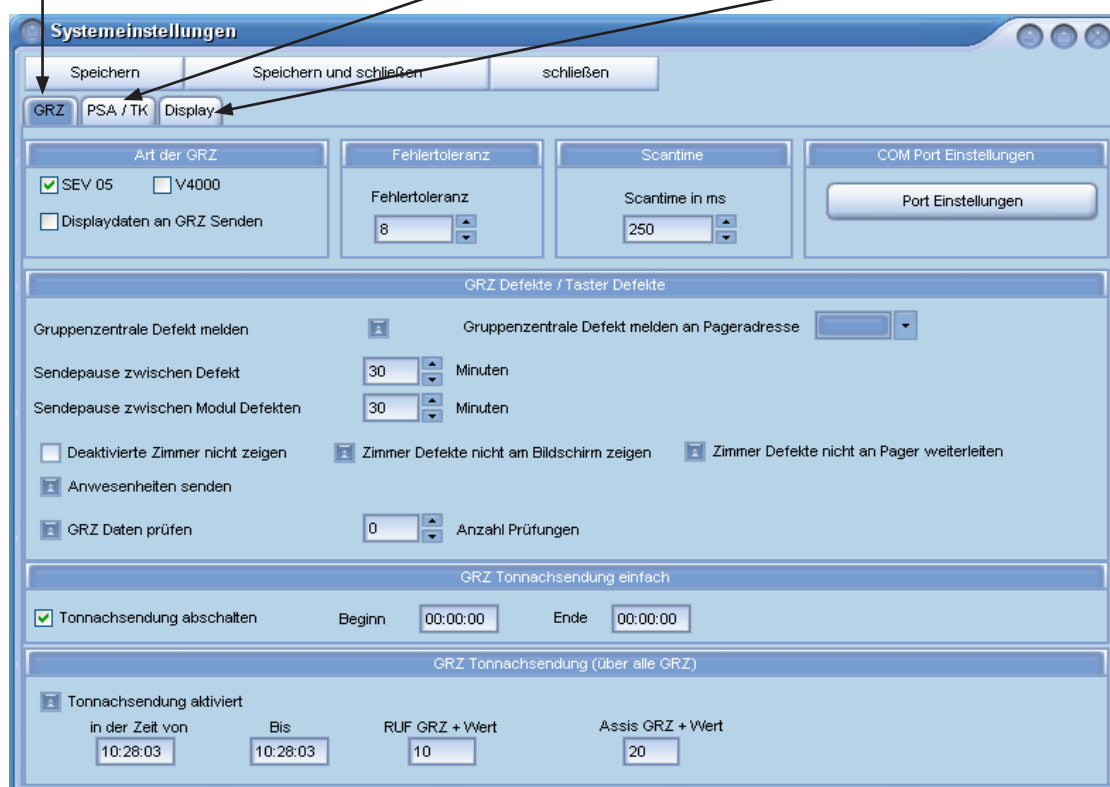 Systemeinstellungen
Speichern Speichern und schließen schließen
GRZ PSA / TK Display
Art der GRZ Fehlertoleranz Scantime COM Port Einstellungen
SEV 05 V4000 Fehlertoleranz Scantime in ms Port Einstellungen
Displaydaten an GRZ Senden 8 250
GRZ Defekte / Taster Defekte
Gruppenzentrale Defekt melden Gruppenzentrale Defekt melden an Pageradresse
Sendepause zwischen Defekt 30 Minuten
Sendepause zwischen Modul Defekten 30 Minuten
Deaktivierte Zimmer nicht zeigen Zimmer Defekte nicht am Bildschirm zeigen Zimmer Defekte nicht an Pager weiterleiten
Anwesenheiten senden
GRZ Daten prüfen 0 Anzahl Prüfungen
GRZ Tonnachsendung einfach
Tonnachsendung abschalten Beginn 00:00:00 Ende 00:00:00
GRZ Tonnachsendung (über alle GRZ)
Tonnachsendung aktiviert
in der Zeit von Bis RUF GRZ + Wert Assis GRZ + Wert
10:28:03 10:28:03 10 20